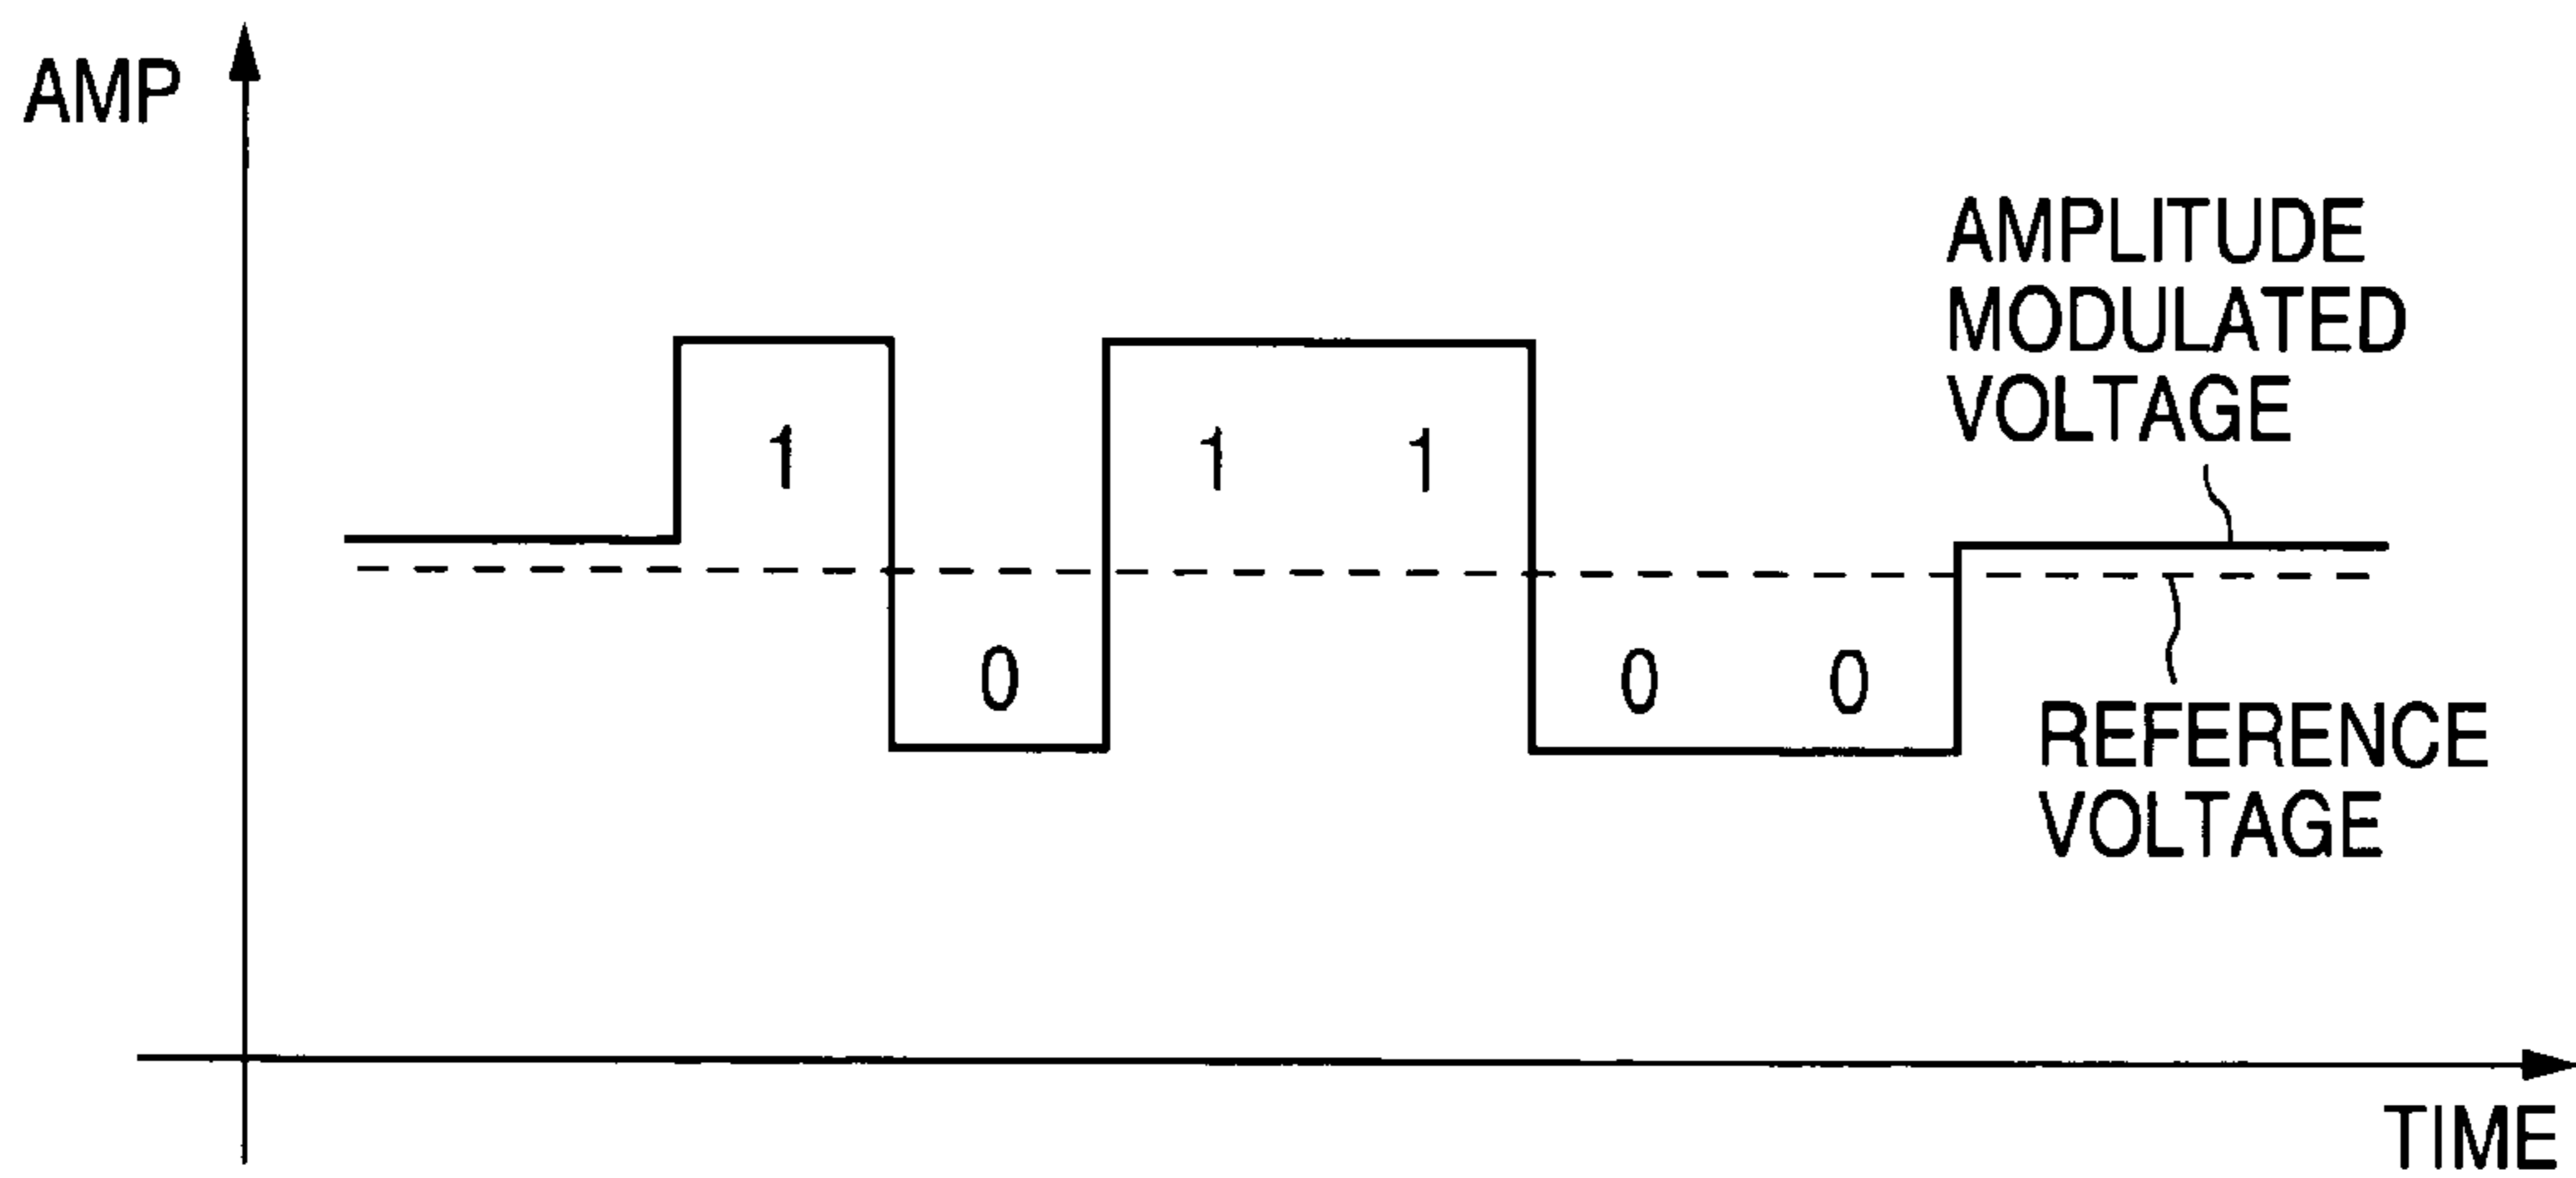 AMP
AMPLITUDE
MODULATED
VOLTAGE
1
1
1
0
0
0
REFERENCE
VOLTAGE
TIME